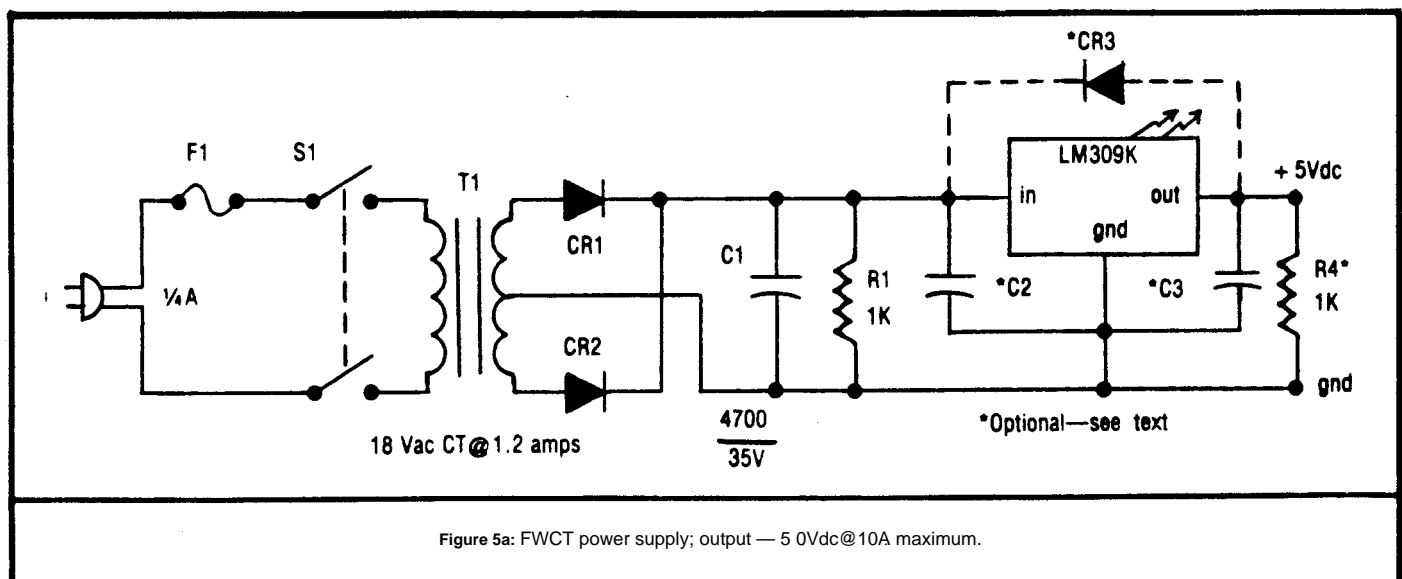 *CR3
F1
S1
T1
LM309K
+ 5Vdc
in
out
gnd
CR1
C1
R1
1K
*C2
*C3
R4*
1K
¼A
CR2
gnd
18 Vac CT@1.2 amps
4700
35V
*Optional—see text
Figure 5a: FWCT power supply; output — 5 0Vdc@10A maximum.